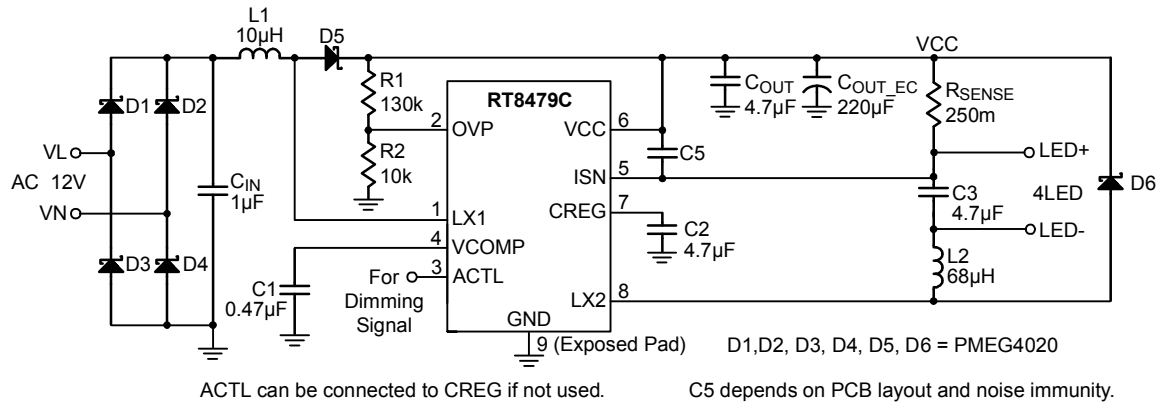 L1
10µH
D5
VCC
R1
130k
RT8479C
COUT
4.7µF
COUT_EC
220µF
RSENSE
250m
D1
D2
2
OVP
VCC
6
C5
R2
10k
VL
AC 12V
VN
CIN
1µF
ISN
5
LED+
4LED
LED-
D6
C3
4.7µF
CREG
7
C2
4.7µF
1
LX1
4
VCOMP
3
ACTL
D3
D4
C1
0.47µF
For
Dimming
Signal
L2
68µH
LX2
8
GND
9 (Exposed Pad)
D1,D2, D3, D4, D5, D6 = PMEG4020
ACTL can be connected to CREG if not used.
C5 depends on PCB layout and noise immunity.